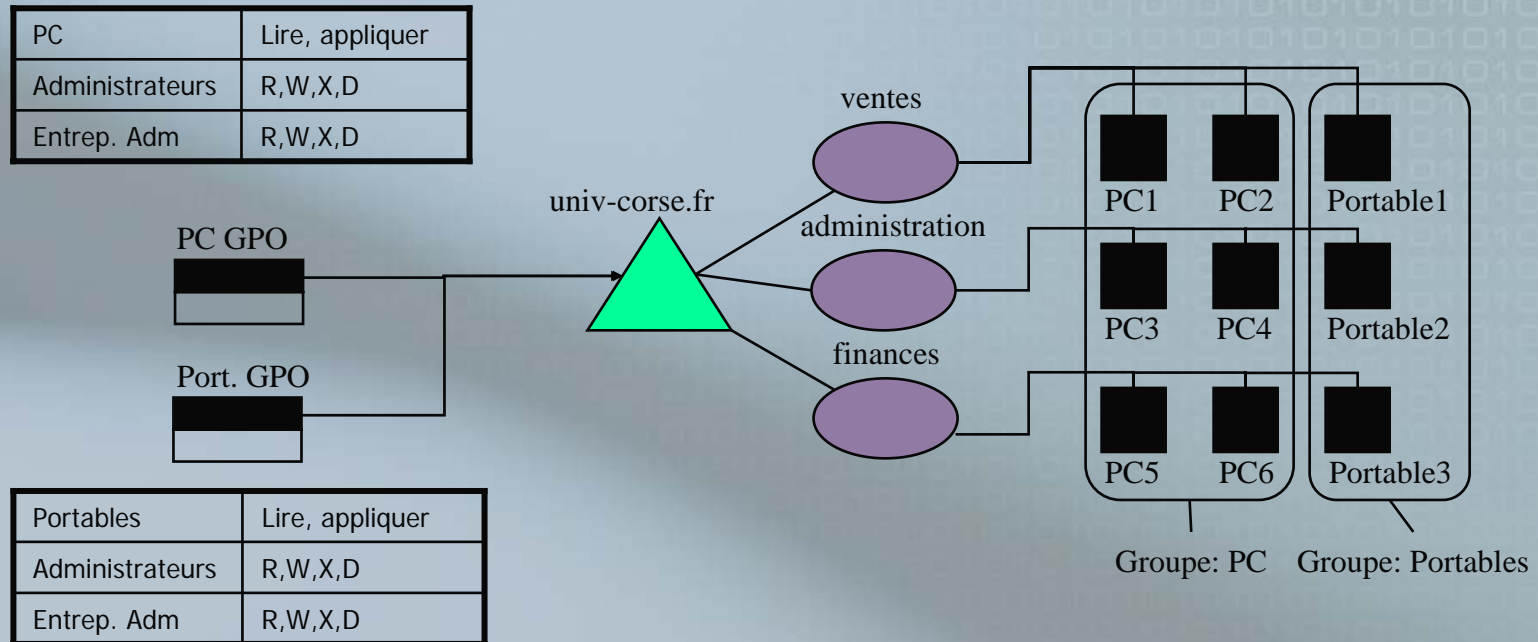 PC Lire, appliquer
Administrateurs R,W,X,D
Entrep. Adm R,W,X,D
PC GPO
Port. GPO
univ-corse.fr
ventes
administration
finances
PC1 PC2 Portable1
PC3 PC4 Portable2
PC5 PC6 Portable3
Groupe: PC Groupe: Portables
Portables Lire, appliquer
Administrateurs R,W,X,D
Entrep. Adm R,W,X,D